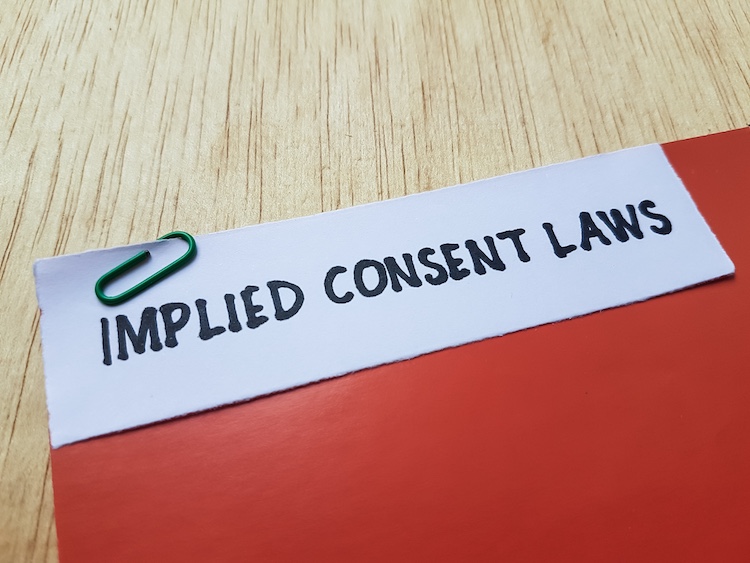 IMPLIED CONSENT LAWS